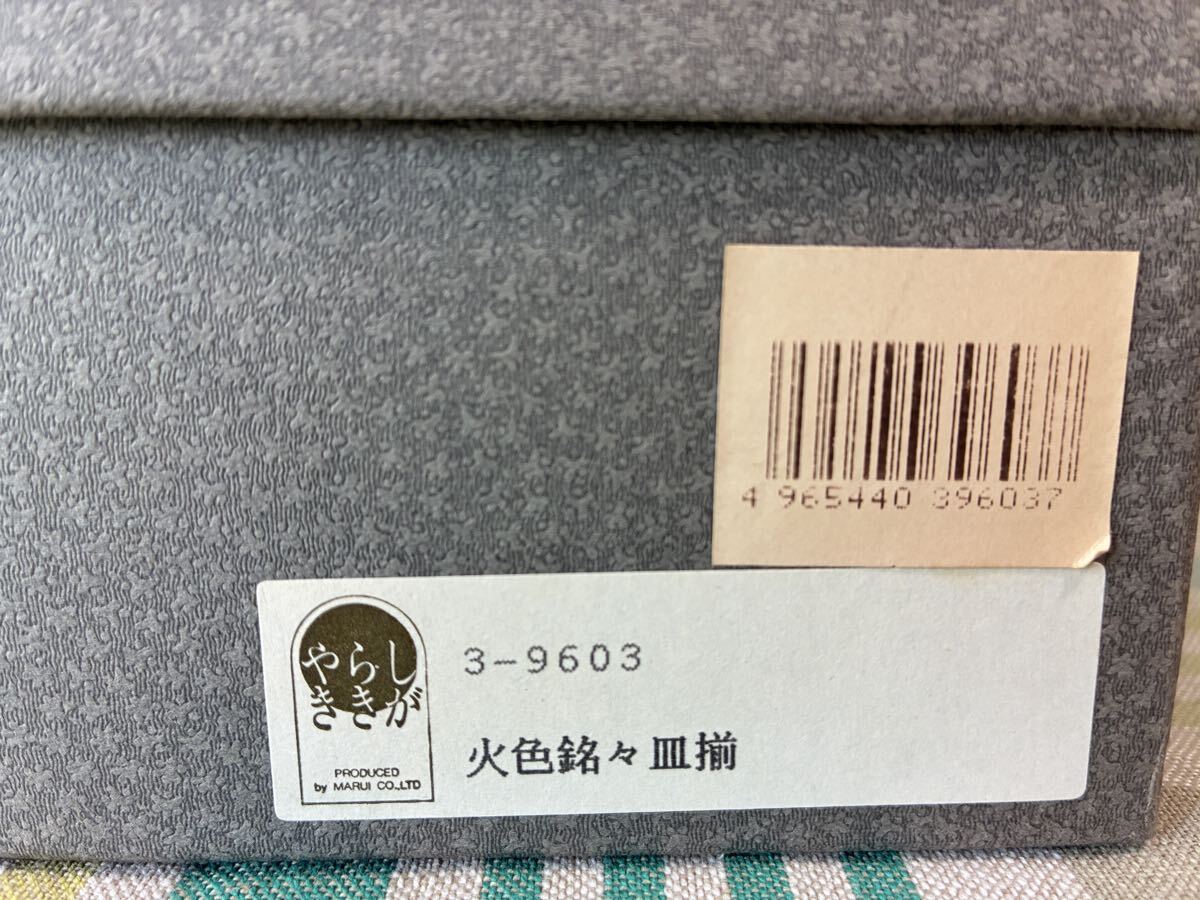 4 965440 396037
3-9603
火色銘々皿揃
しが
らき
やき
PRODUCED
by MARUI CO.,LTD